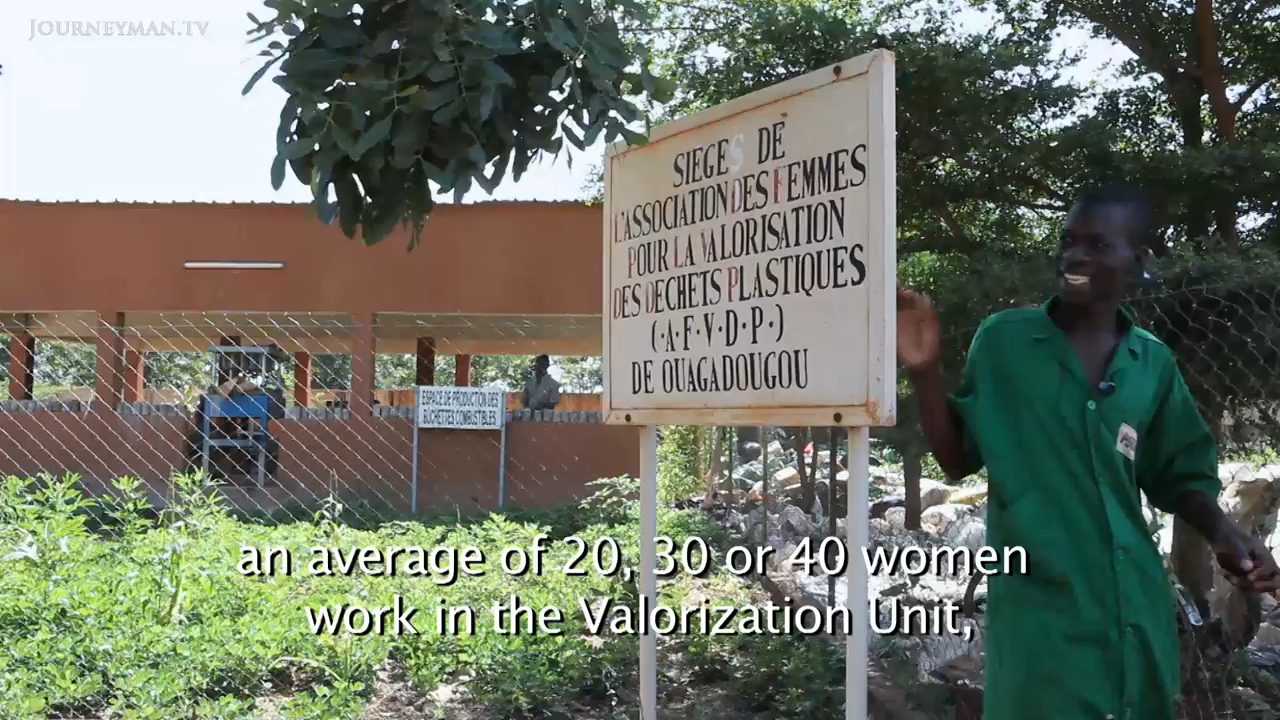 JOURNEYMAN.TV
SIEGES DE
L'ASSOCIATION DES FEMMES
POUR LA VALORISATION
DES DECHETS PLASTIQUES
(·A·F·V·D·P·)
DE OUAGADOUGOU
ESPACE DE PRODUCTION DES
BUCHETTES COMBUSTIBLES
an average of 20, 30 or 40 women
work in the Valorization Unit,